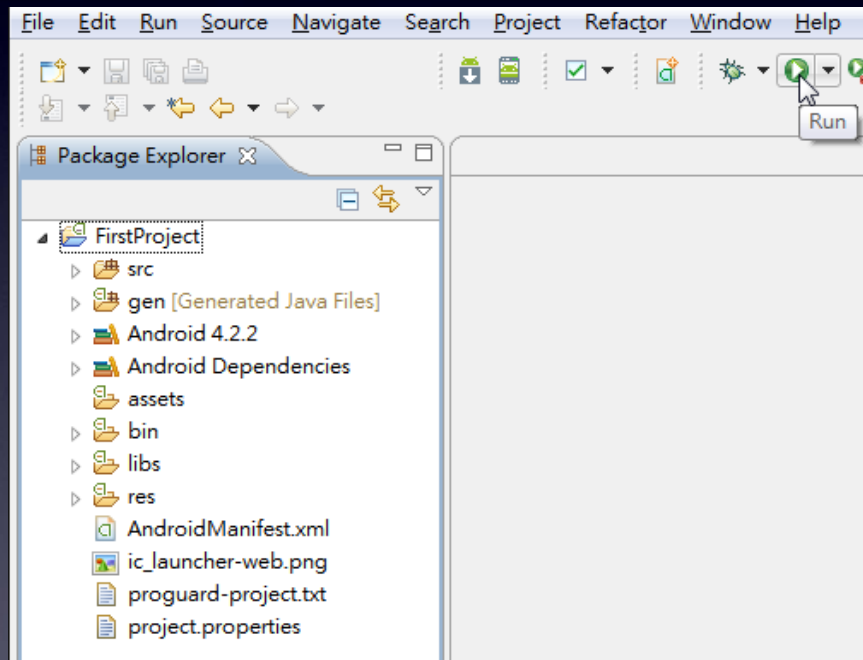 File Edit Run Source Navigate Search Project Refactor Window Help
Run
Package Explorer
FirstProject
src
gen [Generated Java Files]
Android 4.2.2
Android Dependencies
assets
bin
libs
res
AndroidManifest.xml
ic_launcher-web.png
proguard-project.txt
project.properties